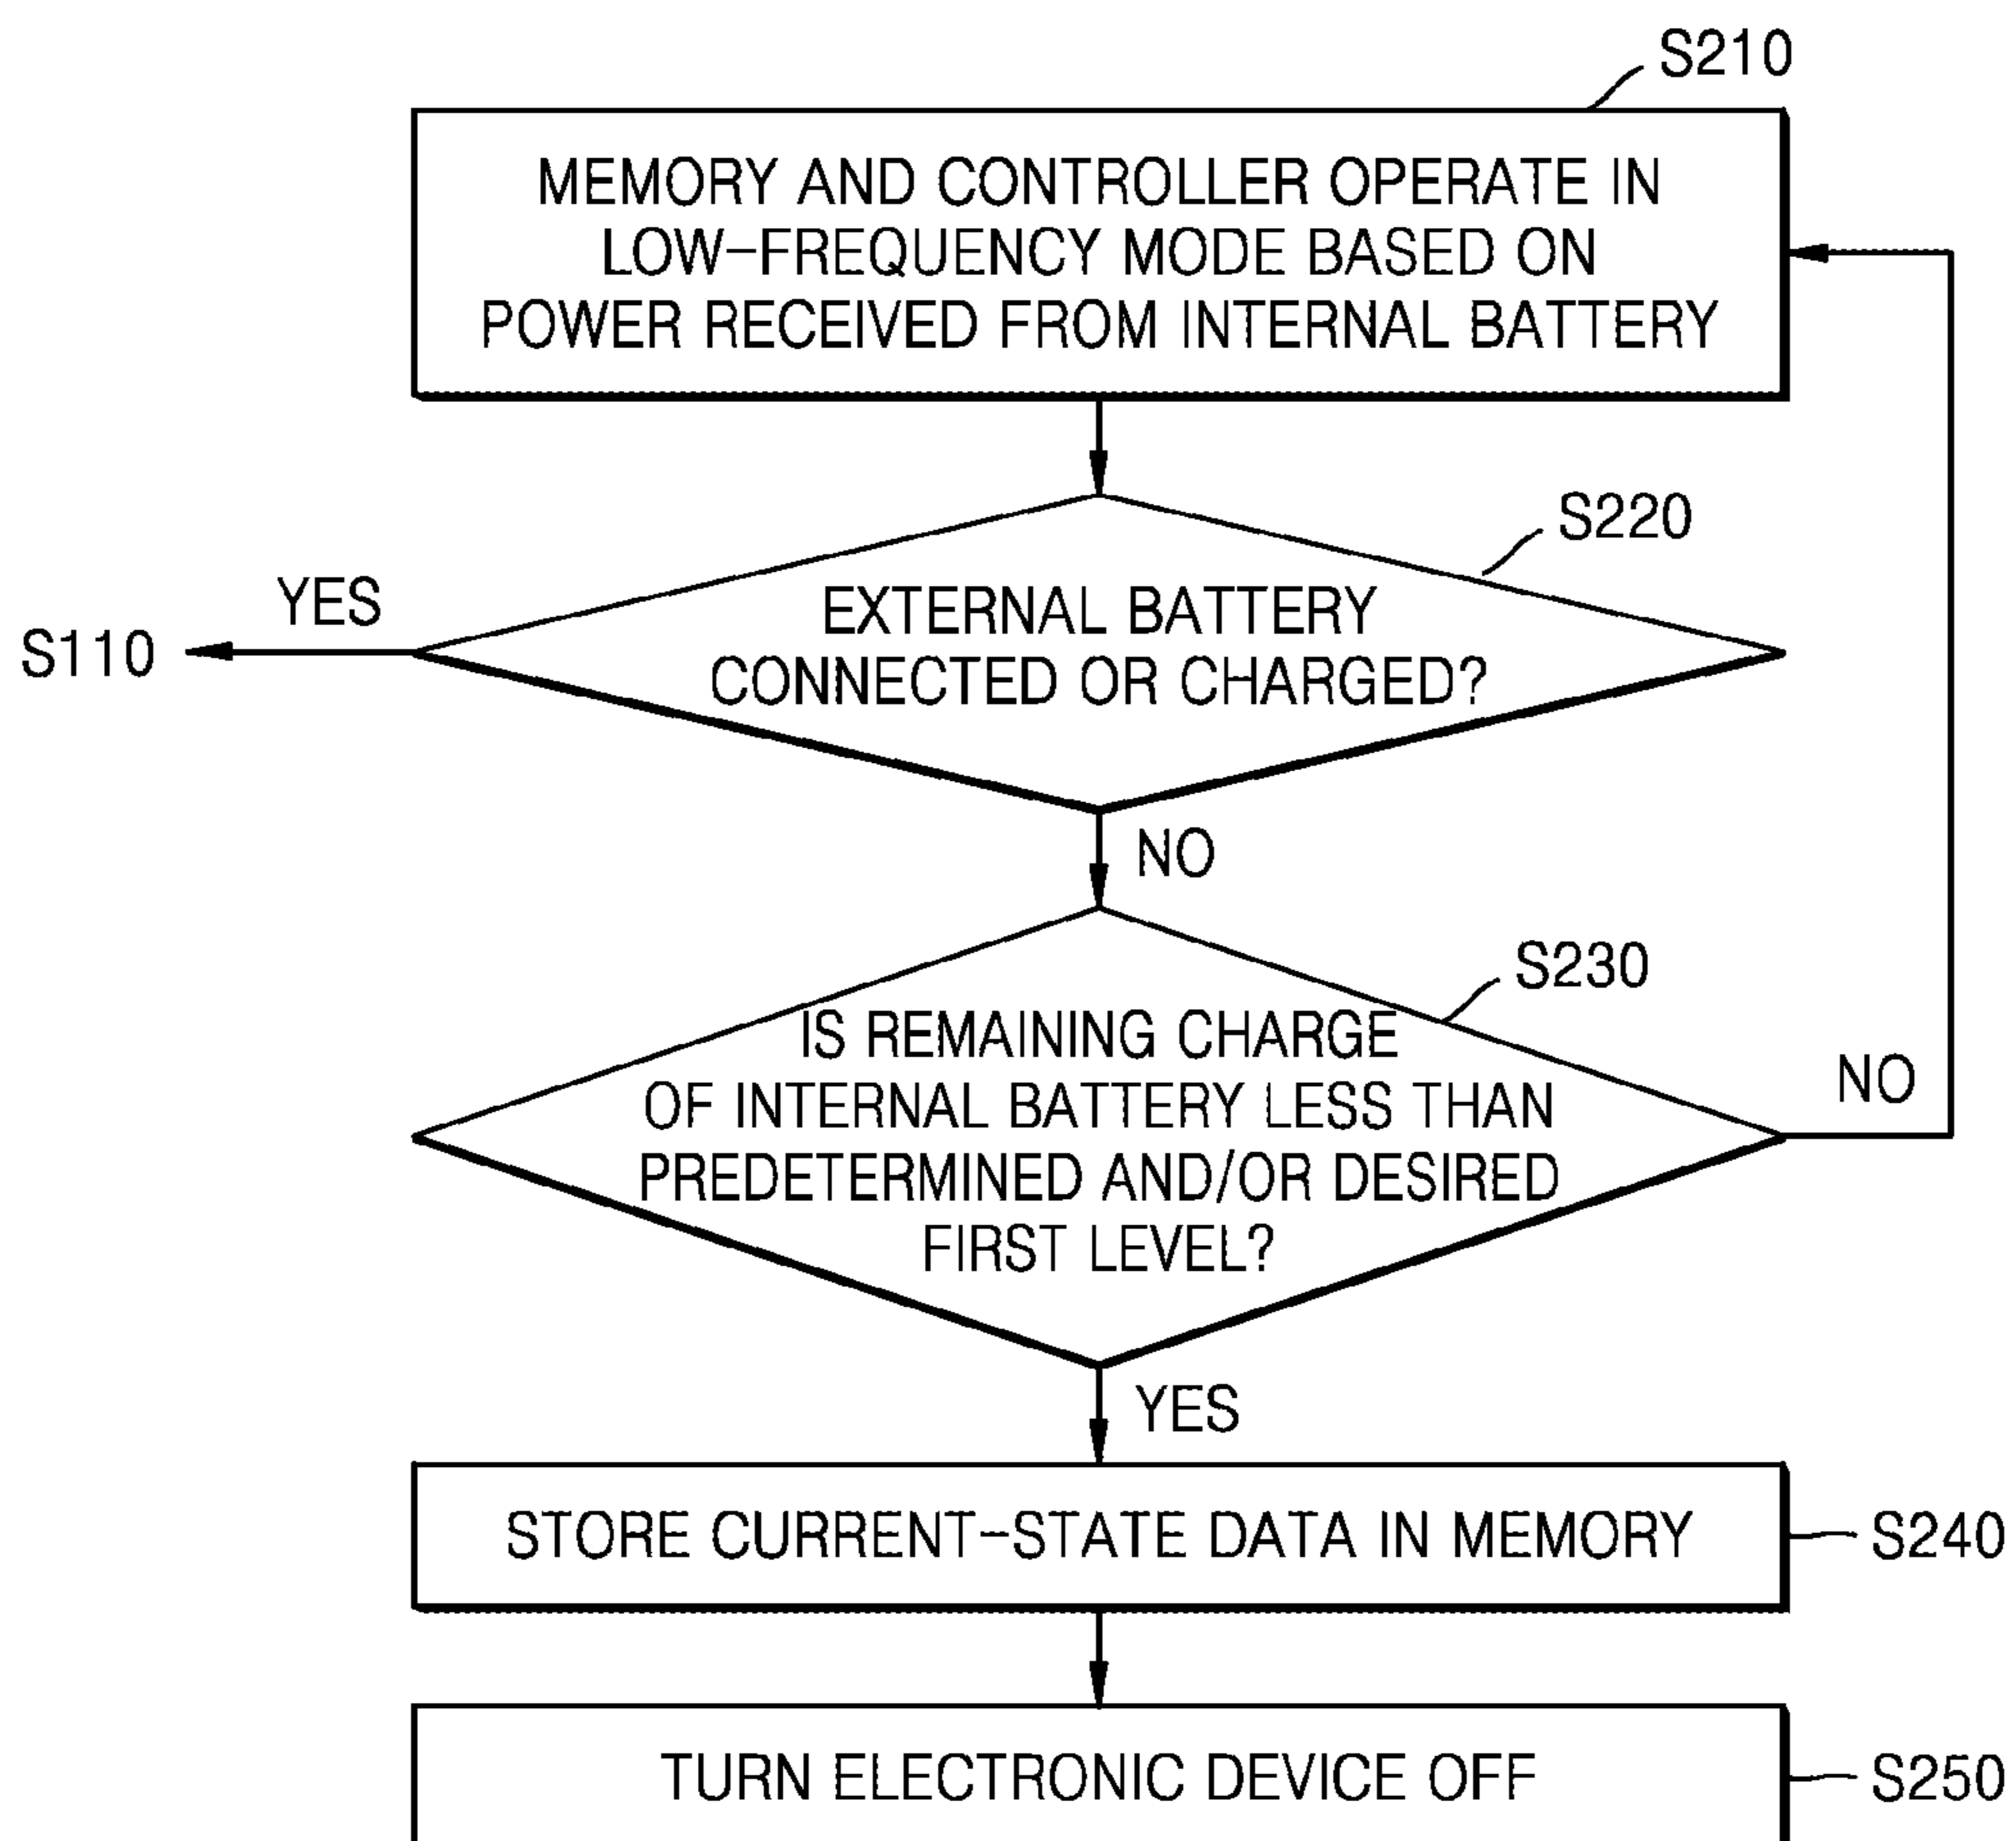 S210
MEMORY AND CONTROLLER OPERATE IN
LOW-FREQUENCY MODE BASED ON
POWER RECEIVED FROM INTERNAL BATTERY
S220
YES
S110
EXTERNAL BATTERY
CONNECTED OR CHARGED?
NO
S230
IS REMAINING CHARGE
OF INTERNAL BATTERY LESS THAN
PREDETERMINED AND/OR DESIRED
FIRST LEVEL?
NO
YES
STORE CURRENT-STATE DATA IN MEMORY
S240
TURN ELECTRONIC DEVICE OFF
S250